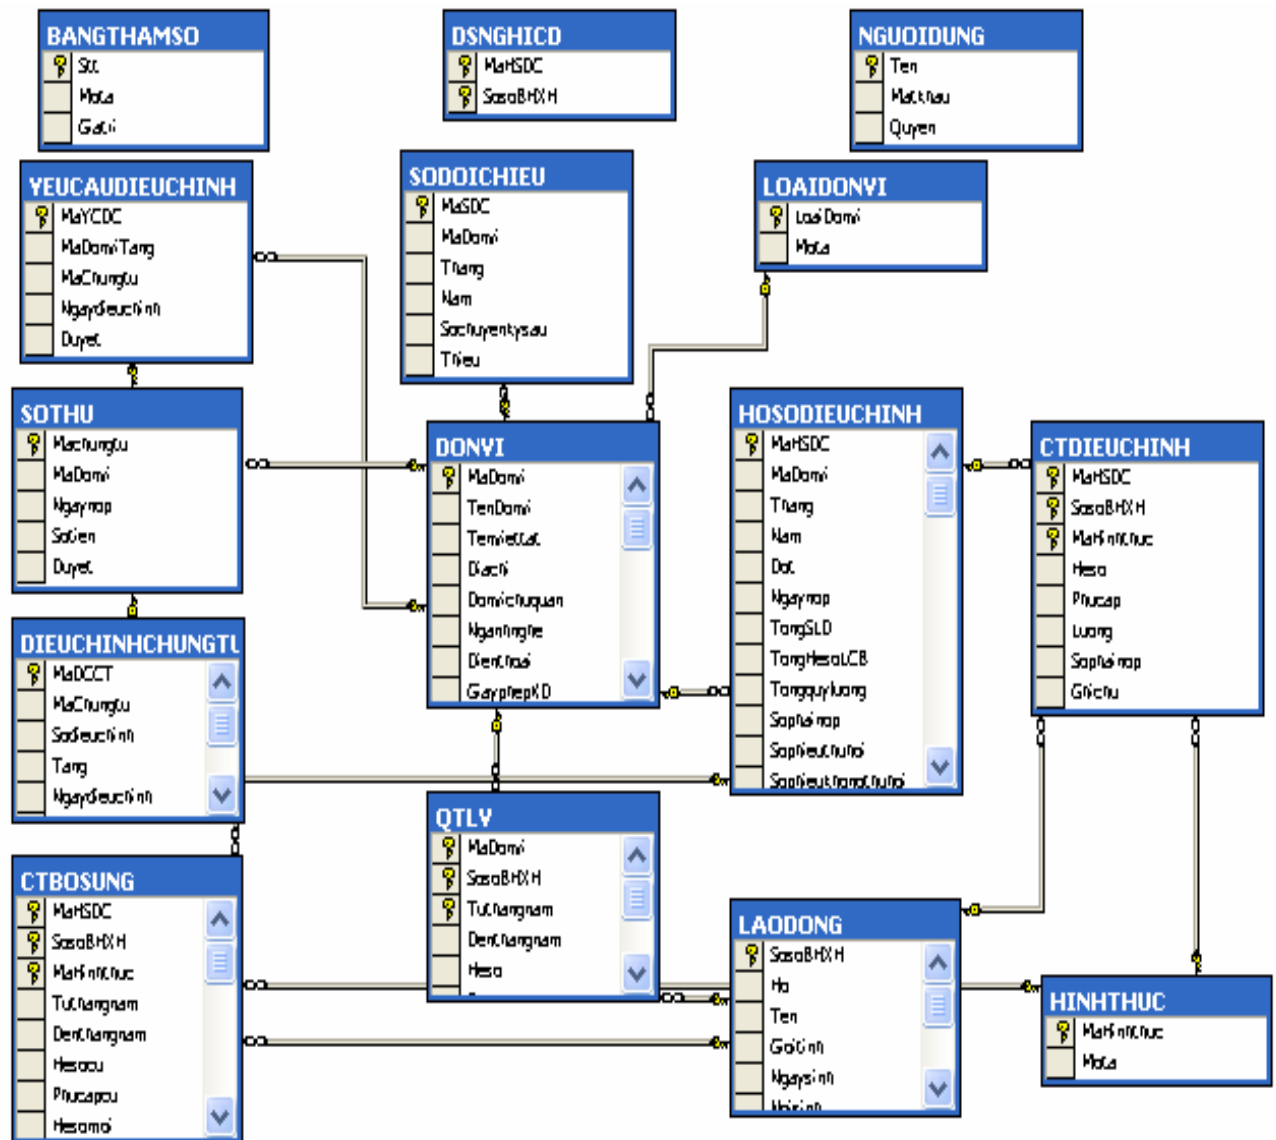 BANGTHAMSO
Stt
Mota
Giatri
DSNGHICD
MaHSDC
SosoBHXH
NGUOIDUNG
Ten
Matkhau
Quyen
YEUCAUDIEUCHINH
MaYCDC
MaDonviTang
MaChungtu
Ngaydieuchinh
Duyet
SODOICHIEU
MaSDC
MaDonvi
Thang
Nam
Sochuyenkysau
Thieu
LOAIDONVI
LoaiDonvi
Mota
SOTHU
Machungtu
MaDonvi
Ngaynop
Sotien
Duyet
DONVI
MaDonvi
TenDonvi
Tenviettat
Diachi
Donvichuquan
Nganhnghe
Dienthoai
GiayphepKD
HOSODIEUCHINH
MaHSDC
MaDonvi
Thang
Nam
Dot
Ngaynop
TongSLD
TongHesoLCB
Tongquyluong
Sophainop
Sophieuthuhoi
Sophieukhongthuhoi
CTDIEUCHINH
MaHSDC
SosoBHXH
MaHinhthuc
Heso
Phucap
Luong
Sophainop
Ghichu
DIEUCHINHCHUNGTU
MaDCCT
MaChungtu
Sodieuchinh
Tang
Ngaydieuchinh
QTLV
MaDonvi
SosoBHXH
Tuthangnam
Denthangnam
Heso
CTBOSUNG
MaHSDC
SosoBHXH
MaHinhthuc
Tuthangnam
Denthangnam
Hesocu
Phucapcu
Hesomoi
LAODONG
SosoBHXH
Ho
Ten
Gioitinh
Ngaysinh
Noisinh
HINHTHUC
MaHinhthuc
Mota